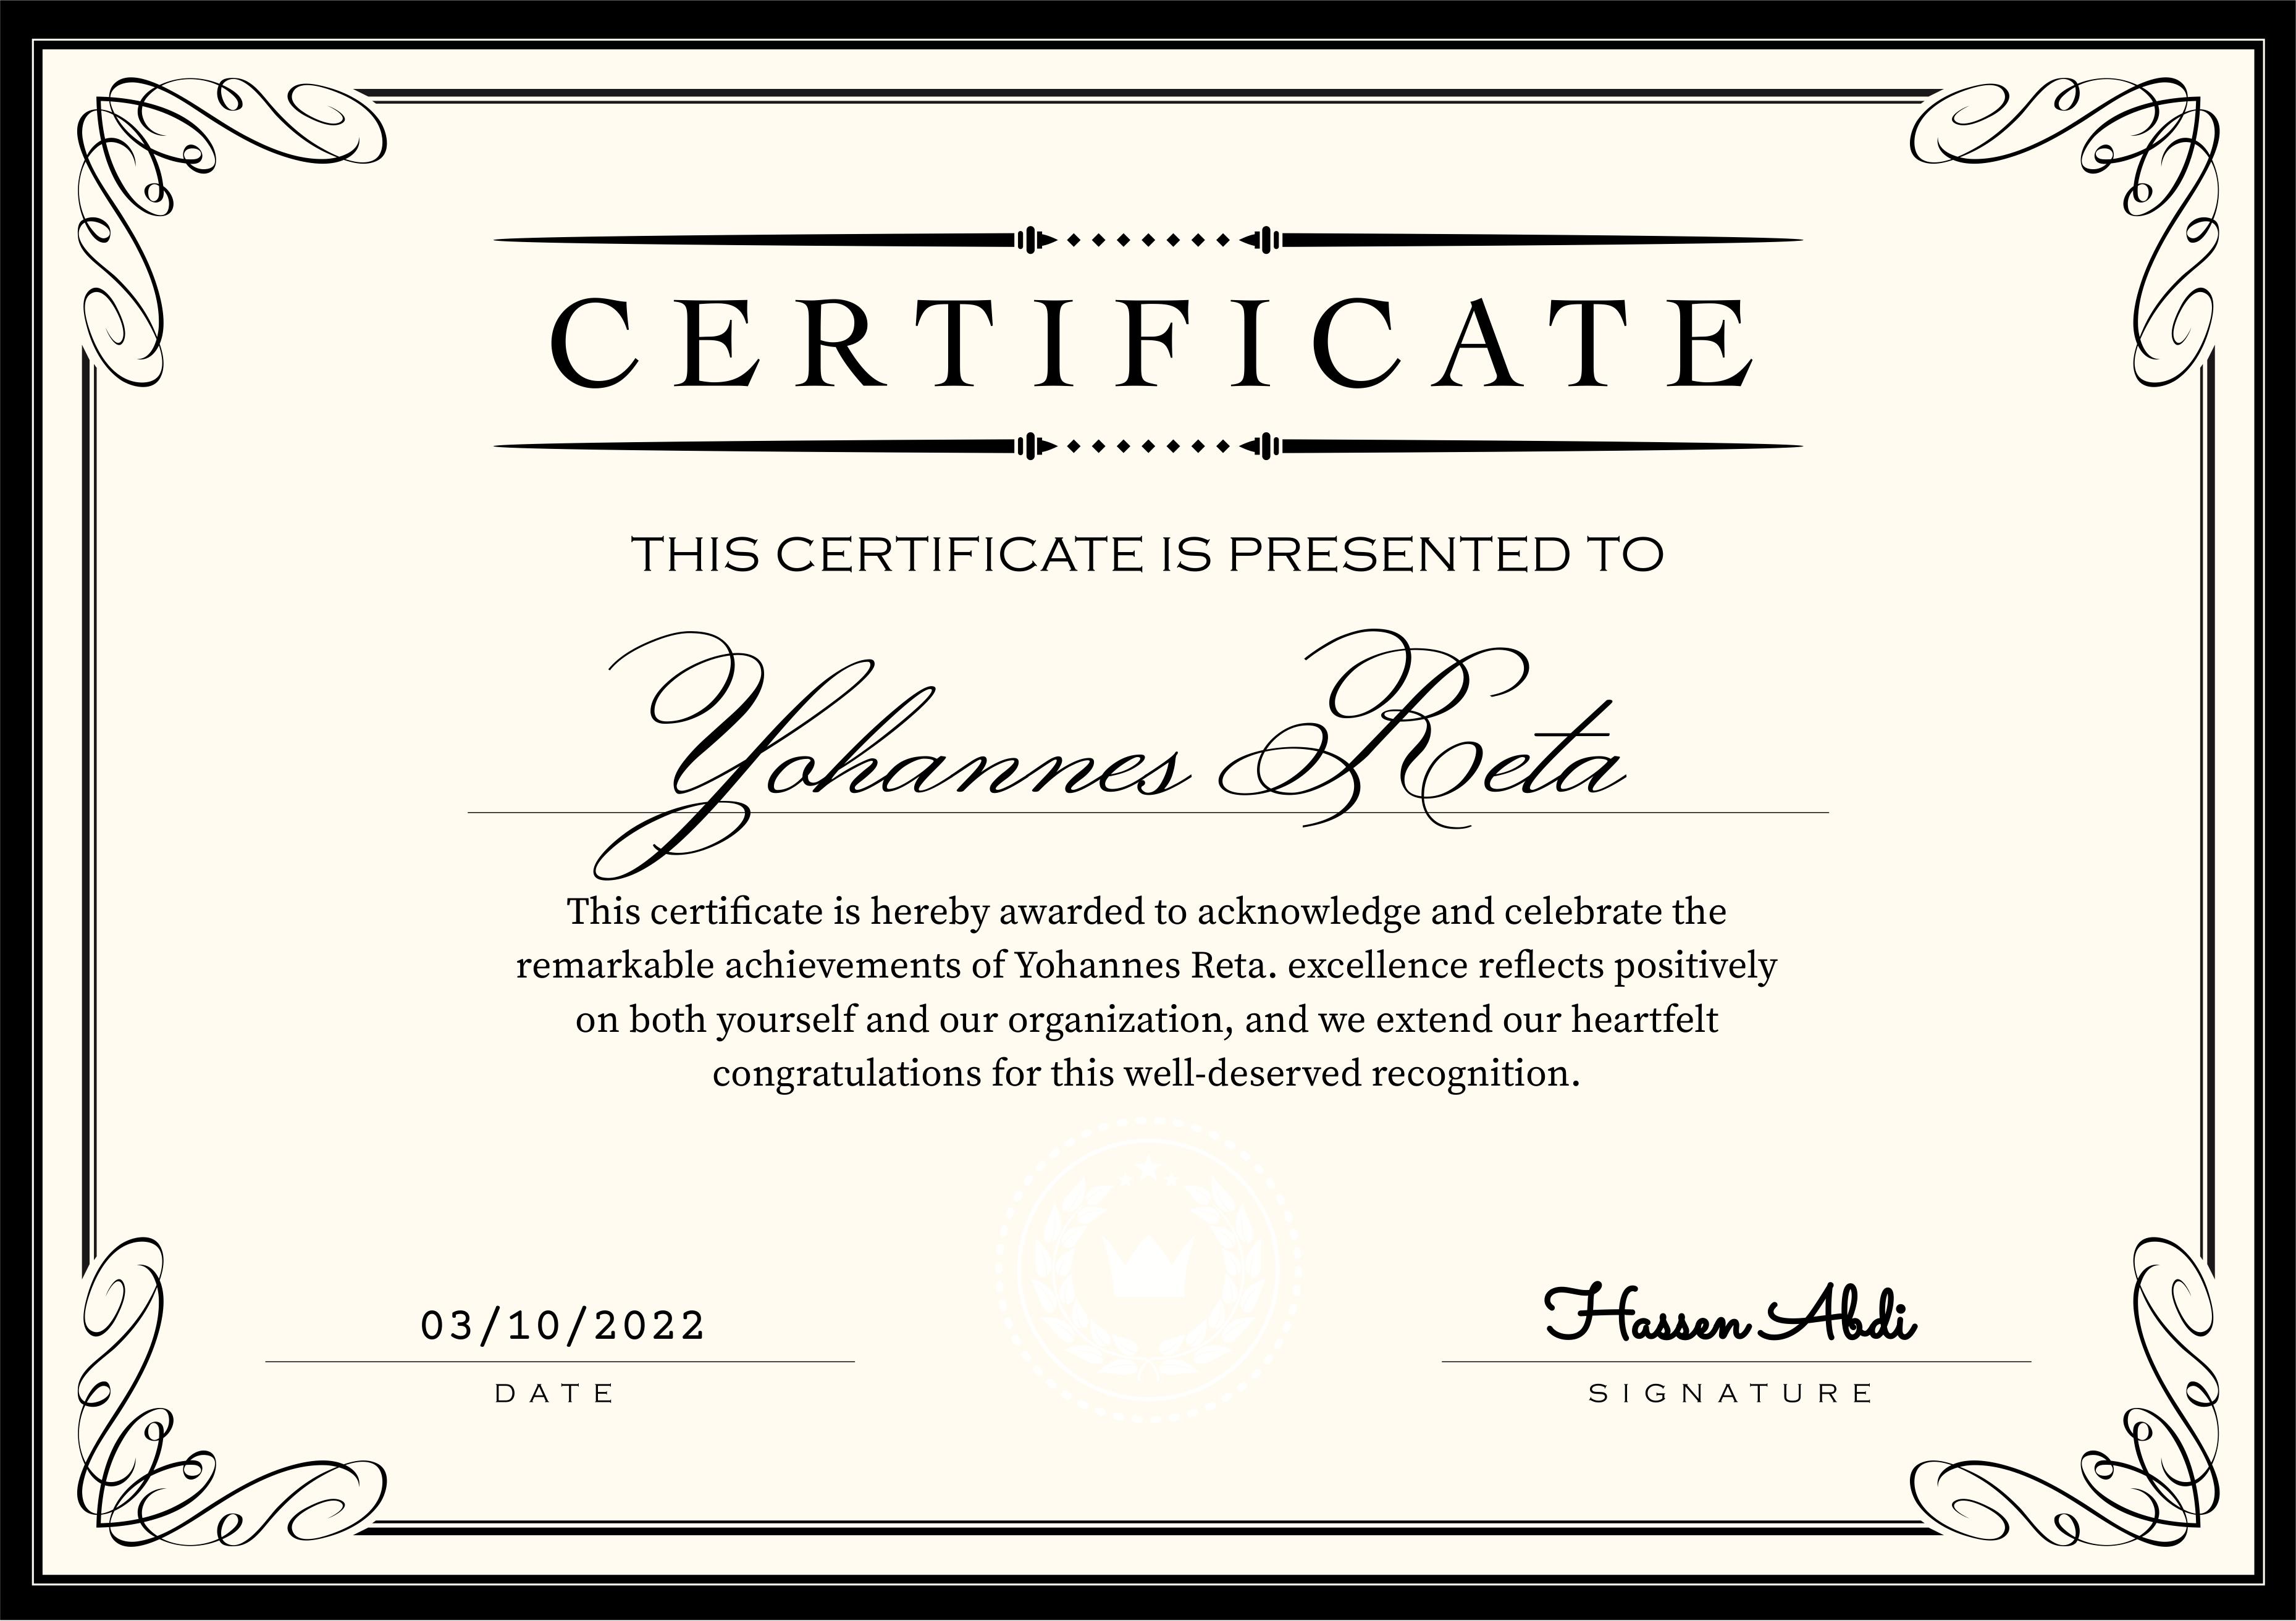 CERTIFICATE
THIS CERTIFICATE IS PRESENTED TO
Yohannes Reta
This certificate is hereby awarded to acknowledge and celebrate the
remarkable achievements of Yohannes Reta. excellence reflects positively
on both yourself and our organization, and we extend our heartfelt
congratulations for this well-deserved recognition.
03/10/2022
DATE
Hassen Abdi
SIGNATURE